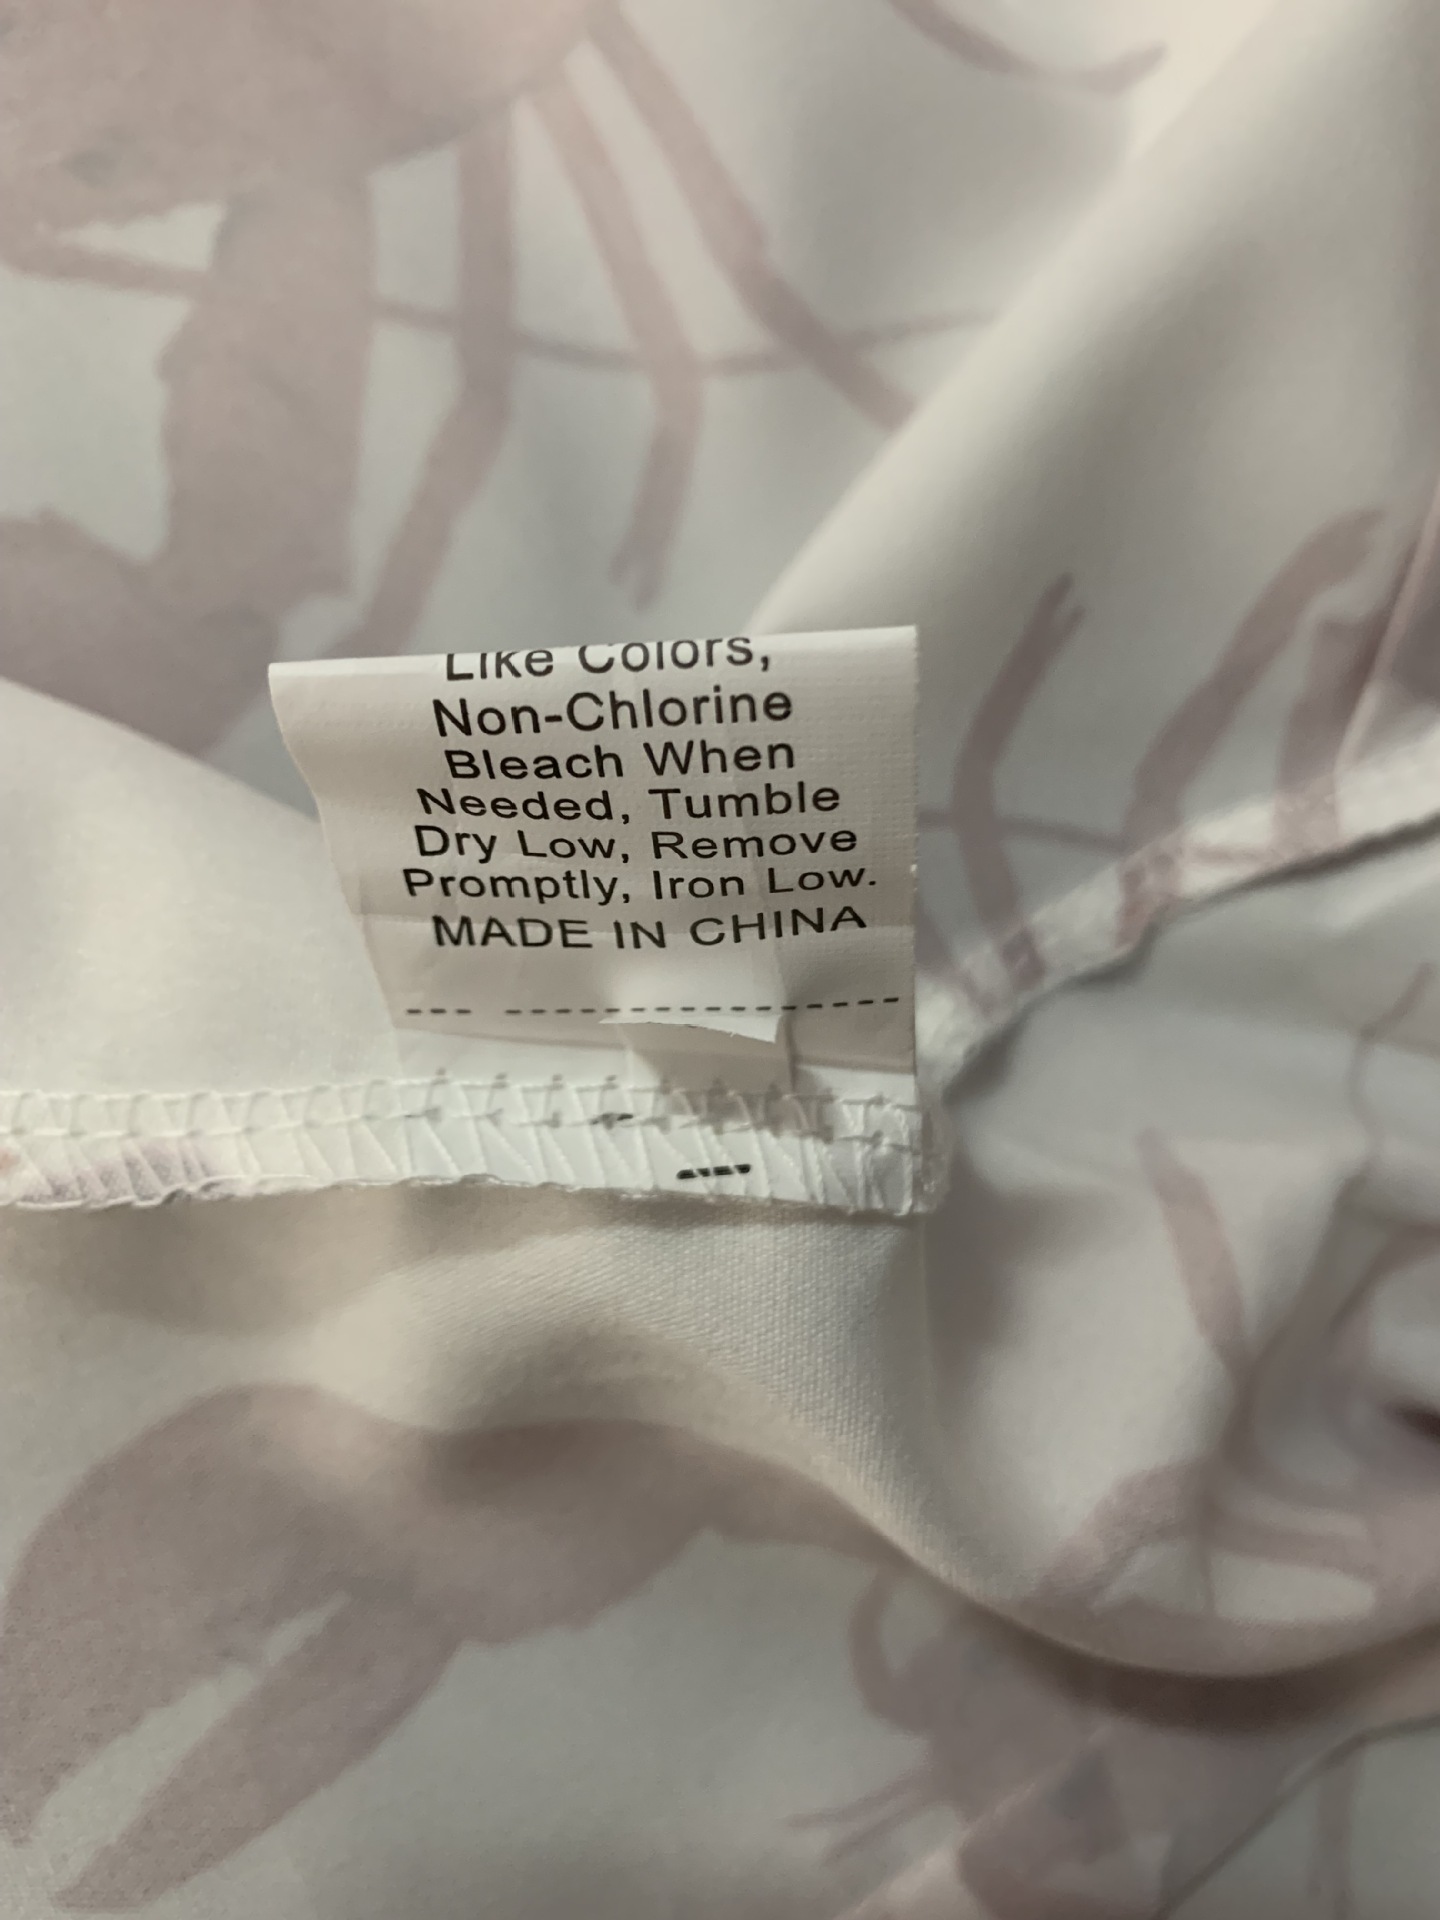 Like Colors,
Non-Chlorine
Bleach When
Needed, Tumble
Dry Low, Remove
Promptly, Iron Low.
MADE IN CHINA